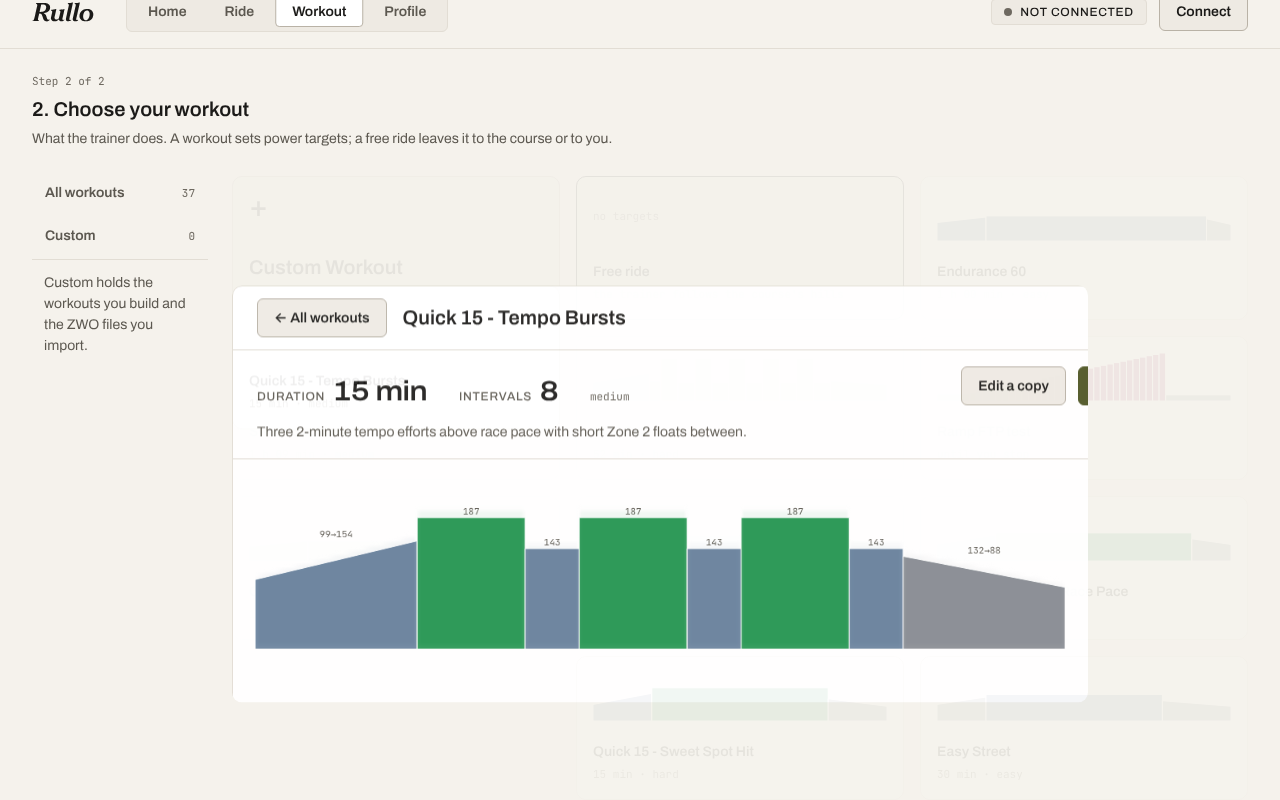 Rullo
Home Ride Workout Profile
NOT CONNECTED Connect
Step 2 of 2
2. Choose your workout
What the trainer does. A workout sets power targets; a free ride leaves it to the course or to you.
All workouts 37
Custom 0
Custom holds the
workouts you build and
the ZWO files you
import.
+
Custom Workout
no targets
Free ride
Endurance 60
← All workouts Quick 15 - Tempo Bursts
Quick 15 - Tempo Bursts
DURATION 15 min INTERVALS 8 medium
Edit a copy
Three 2-minute tempo efforts above race pace with short Zone 2 floats between.
99→154 187 143 187 143 187 143 132→88
Pace
Quick 15 - Sweet Spot Hit
15 min · hard
Easy Street
30 min · easy